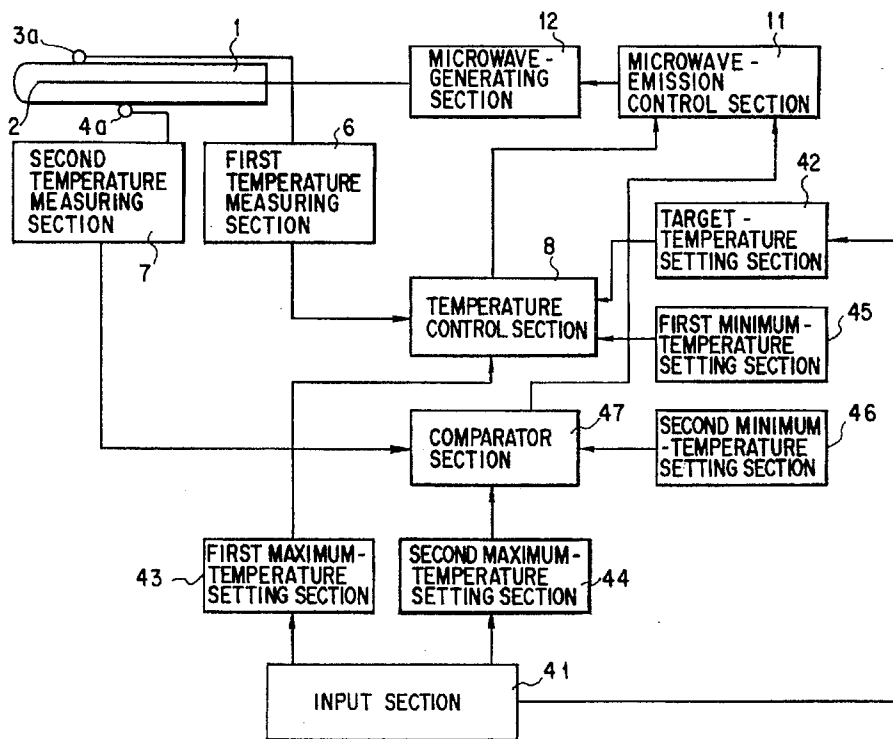 3a
1
12
11
MICROWAVE-
GENERATING
SECTION
MICROWAVE-
EMISSION
CONTROL SECTION
2
4a
6
SECOND
TEMPERATURE
MEASURING
SECTION
7
FIRST
TEMPERATURE
MEASURING
SECTION
42
TARGET-
TEMPERATURE
SETTING SECTION
8
TEMPERATURE
CONTROL SECTION
45
FIRST MINIMUM-
TEMPERATURE
SETTING SECTION
47
COMPARATOR
SECTION
46
SECOND MINIMUM
-TEMPERATURE
SETTING SECTION
43
FIRST MAXIMUM-
TEMPERATURE
SETTING SECTION
SECOND MAXIMUM-
TEMPERATURE
SETTING SECTION
44
41
INPUT SECTION